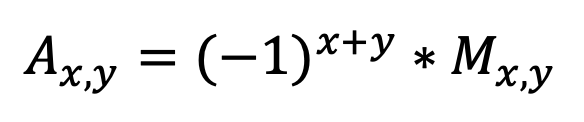 A_{x,y} = (−1)^{x+y} * M_{x,y}